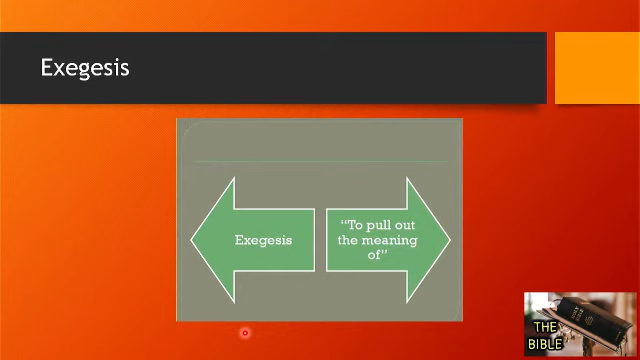 Exegesis
Exegesis
“To pull out
the meaning
of”
THE
BIBLE